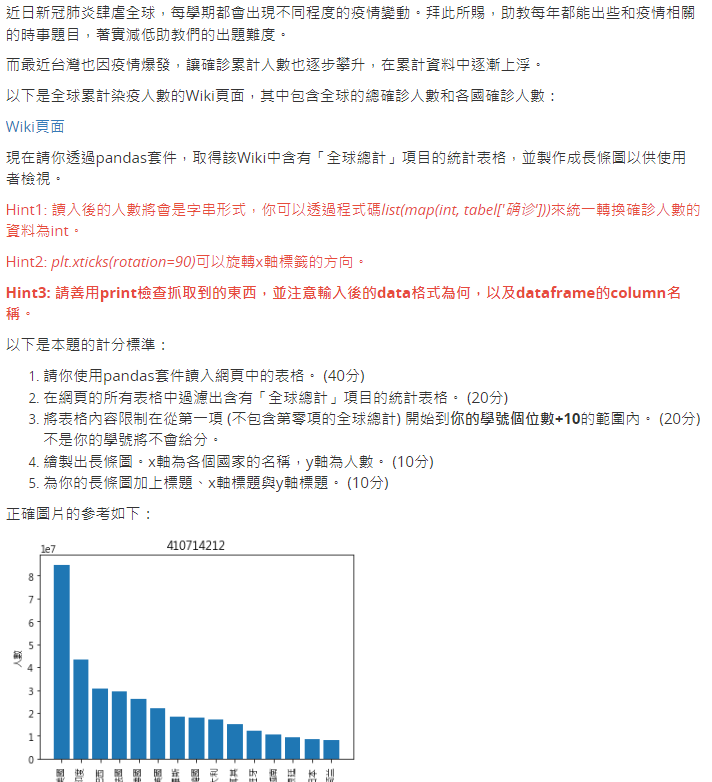 近日新冠肺炎肆虐全球，每學期都會出現不同程度的疫情變動。拜此所賜，助教每年都能出些和疫情相關
的時事題目，著實減低助教們的出題難度。
而最近台灣也因疫情爆發，讓確診累計人數也逐步攀升，在累計資料中逐漸上浮。
以下是全球累計染疫人數的Wiki頁面，其中包含全球的總確診人數和各國確診人數：
Wiki頁面
現在請你透過pandas套件，取得該Wiki中含有「全球總計」項目的統計表格，並製作成長條圖以供使用
者檢視。
Hint1: 讀入後的人數將會是字串形式，你可以透過程式碼list(map(int, tabel['确诊']))來統一轉換確診人數的
資料為int。
Hint2: plt.xticks(rotation=90)可以旋轉x軸標籤的方向。
Hint3: 請善用print檢查抓取到的東西，並注意輸入後的data格式為何，以及dataframe的column名
稱。
以下是本題的計分標準：
1. 請你使用pandas套件讀入網頁中的表格。 (40分)
2. 在網頁的所有表格中過濾出含有「全球總計」項目的統計表格。 (20分)
3. 將表格內容限制在從第一項 (不包含第零項的全球總計) 開始到你的學號個位數+10的範圍內。 (20分)
不是你的學號將不會給分。
4. 繪製出長條圖。x軸為各個國家的名稱，y軸為人數。 (10分)
5. 為你的長條圖加上標題、x軸標題與y軸標題。 (10分)
正確圖片的參考如下：
410714212
1e7
8
7
6
5
4
3
2
1
0
人數